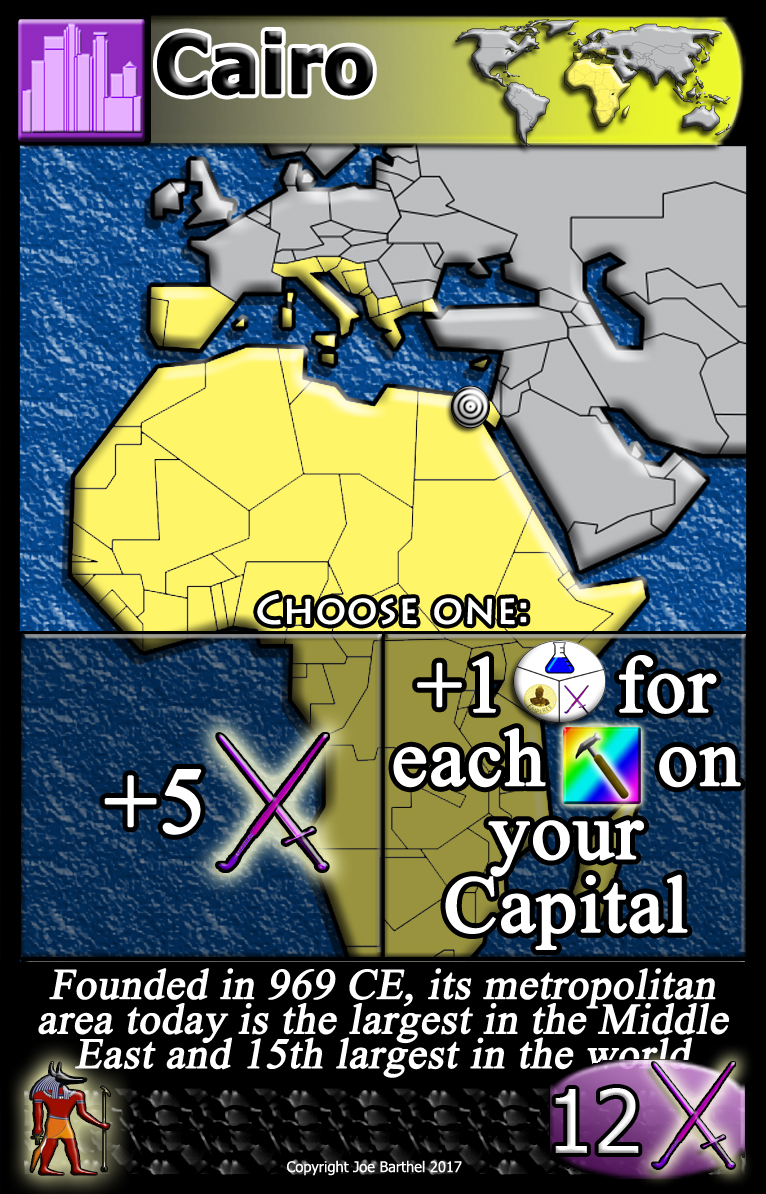 Cairo
CHOOSE ONE:
+5
+1 for
each on
your
Capital
Founded in 969 CE, its metropolitan
area today is the largest in the Middle
East and 15th largest in the world
12
Copyright Joe Barthel 2017